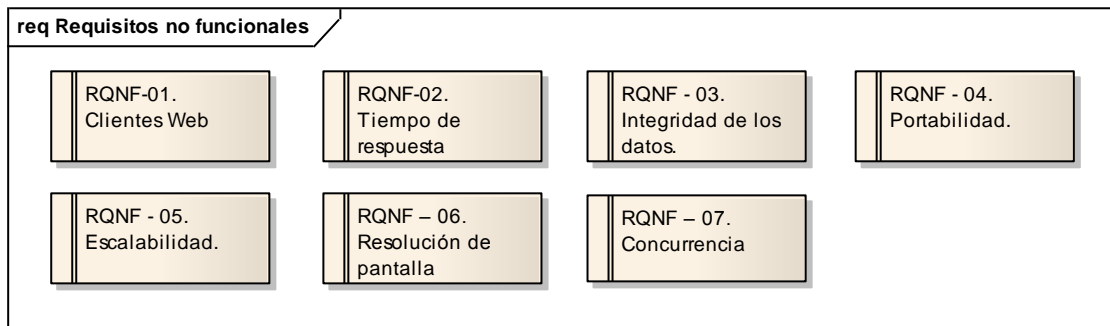 req Requisitos no funcionales
RQNF-01.
Clientes Web
RQNF-02.
Tiempo de
respuesta
RQNF - 03.
Integridad de los
datos.
RQNF - 04.
Portabilidad.
RQNF - 05.
Escalabilidad.
RQNF – 06.
Resolución de
pantalla
RQNF – 07.
Concurrencia